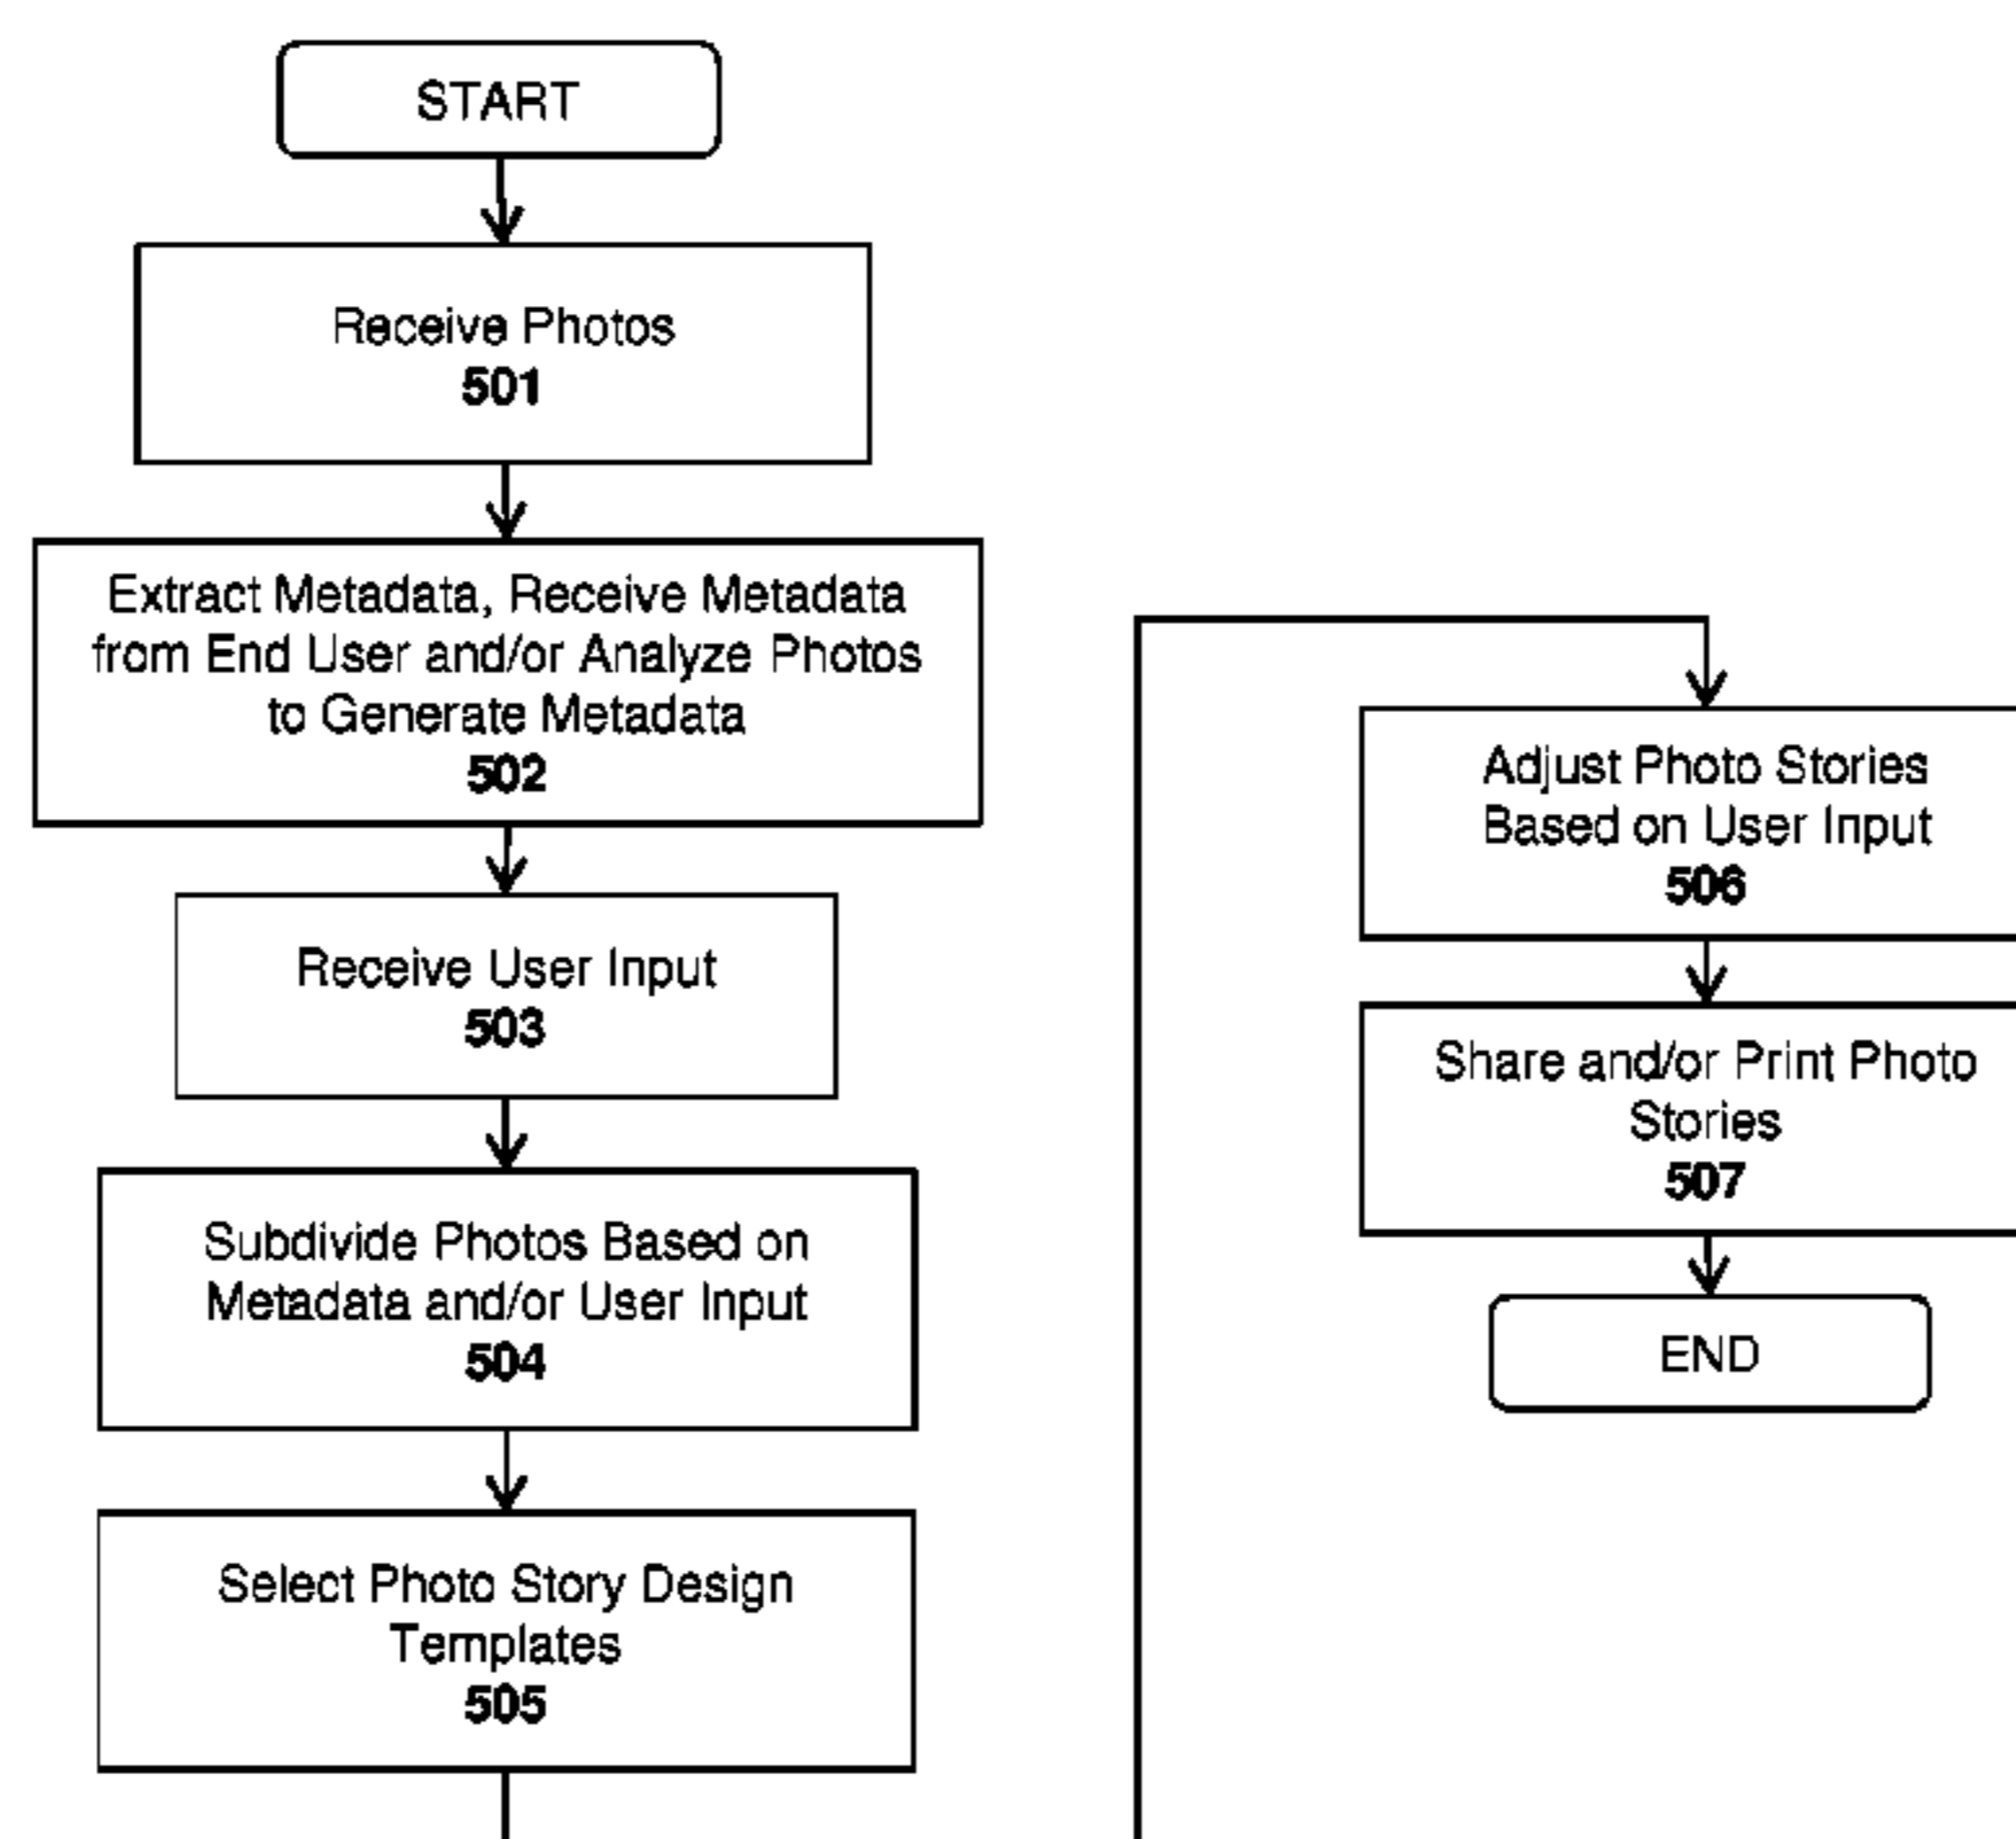 START
Receive Photos
501
Extract Metadata, Receive Metadata
from End User and/or Analyze Photos
to Generate Metadata
502
Receive User Input
503
Subdivide Photos Based on
Metadata and/or User Input
504
Select Photo Story Design
Templates
505
Adjust Photo Stories
Based on User Input
506
Share and/or Print Photo
Stories
507
END